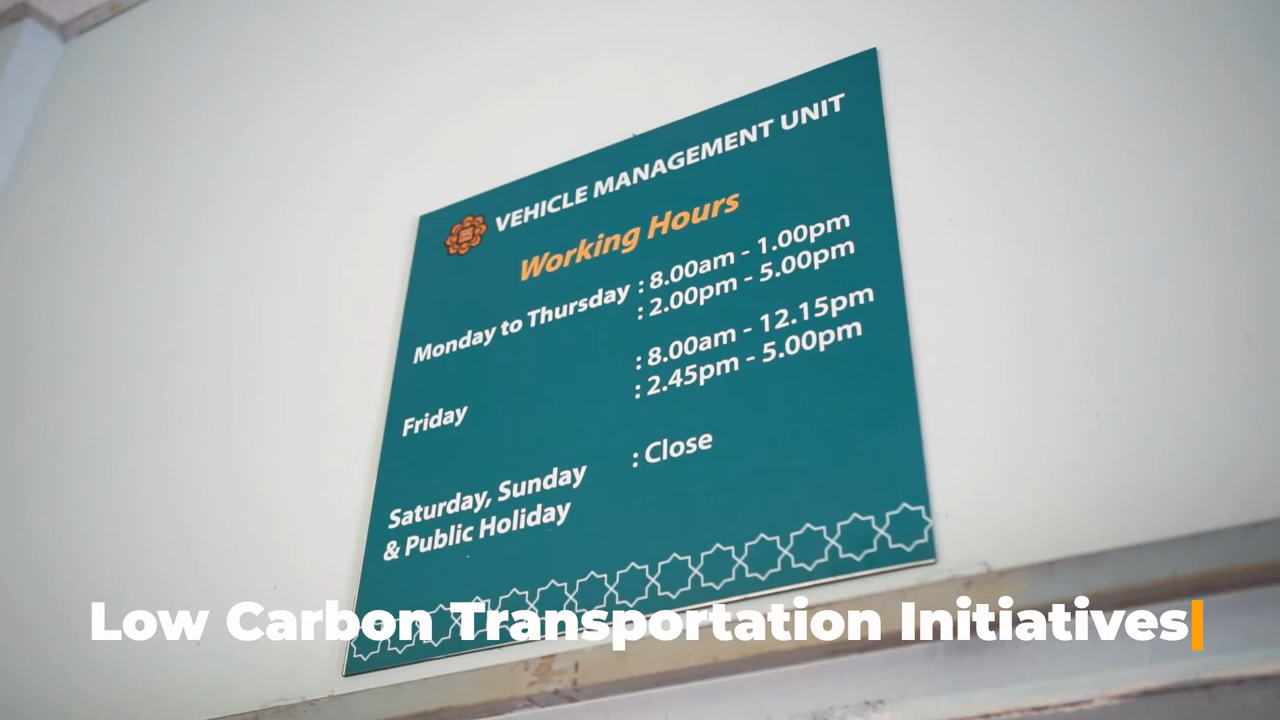 VEHICLE MANAGEMENT UNIT
Working Hours
Monday to Thursday : 8.00am - 1.00pm
: 2.00pm - 5.00pm
: 8.00am - 12.15pm
: 2.45pm - 5.00pm
Friday
: Close
Saturday, Sunday
& Public Holiday
Low Carbon Transportation Initiatives